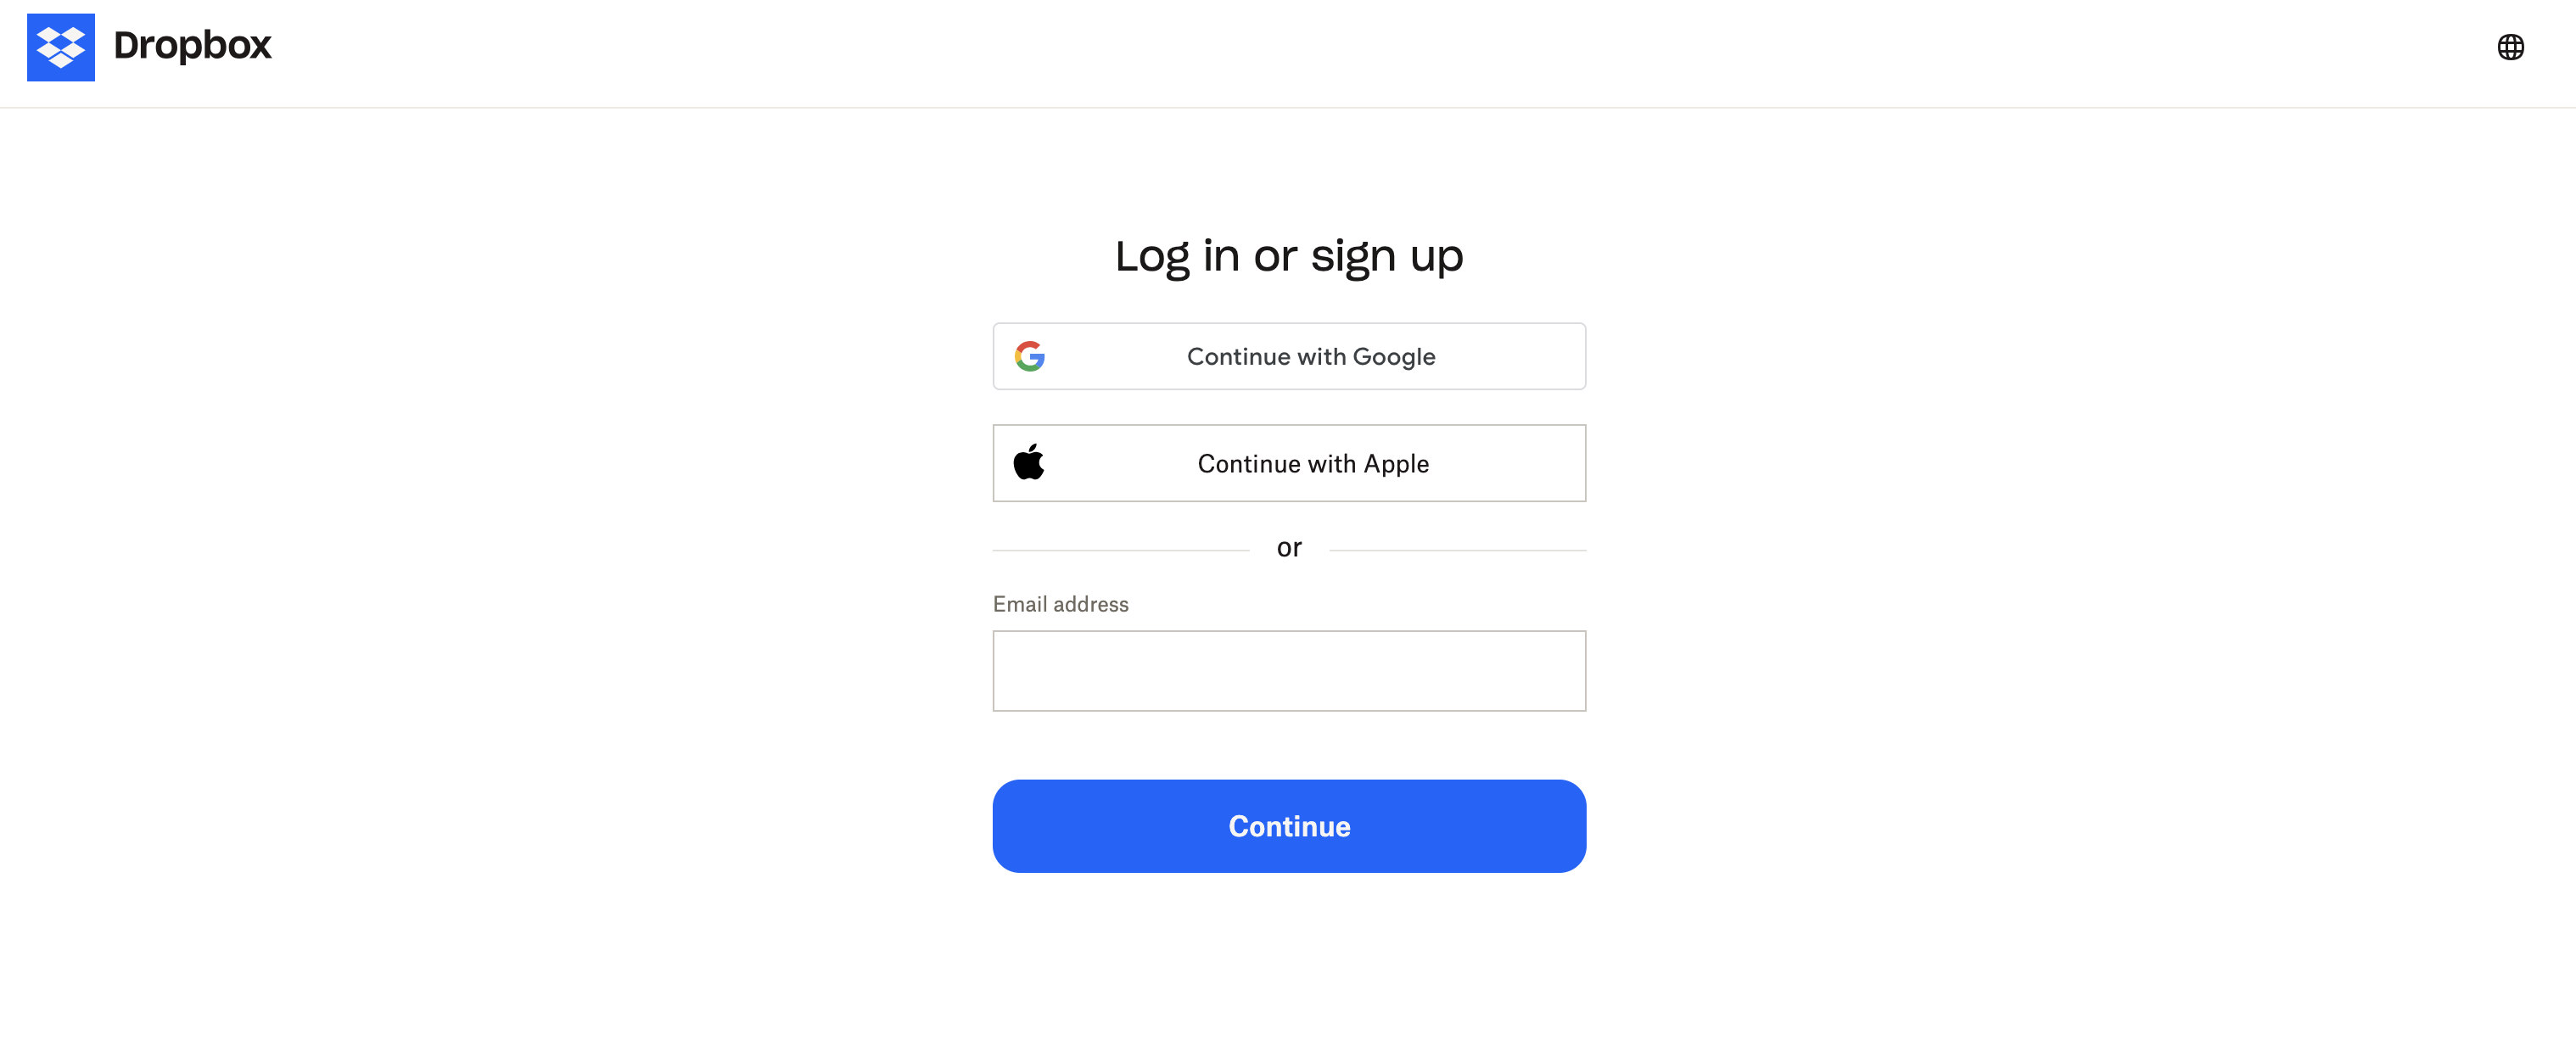 Dropbox
Log in or sign up
Continue with Google
Continue with Apple
or
Email address
Continue